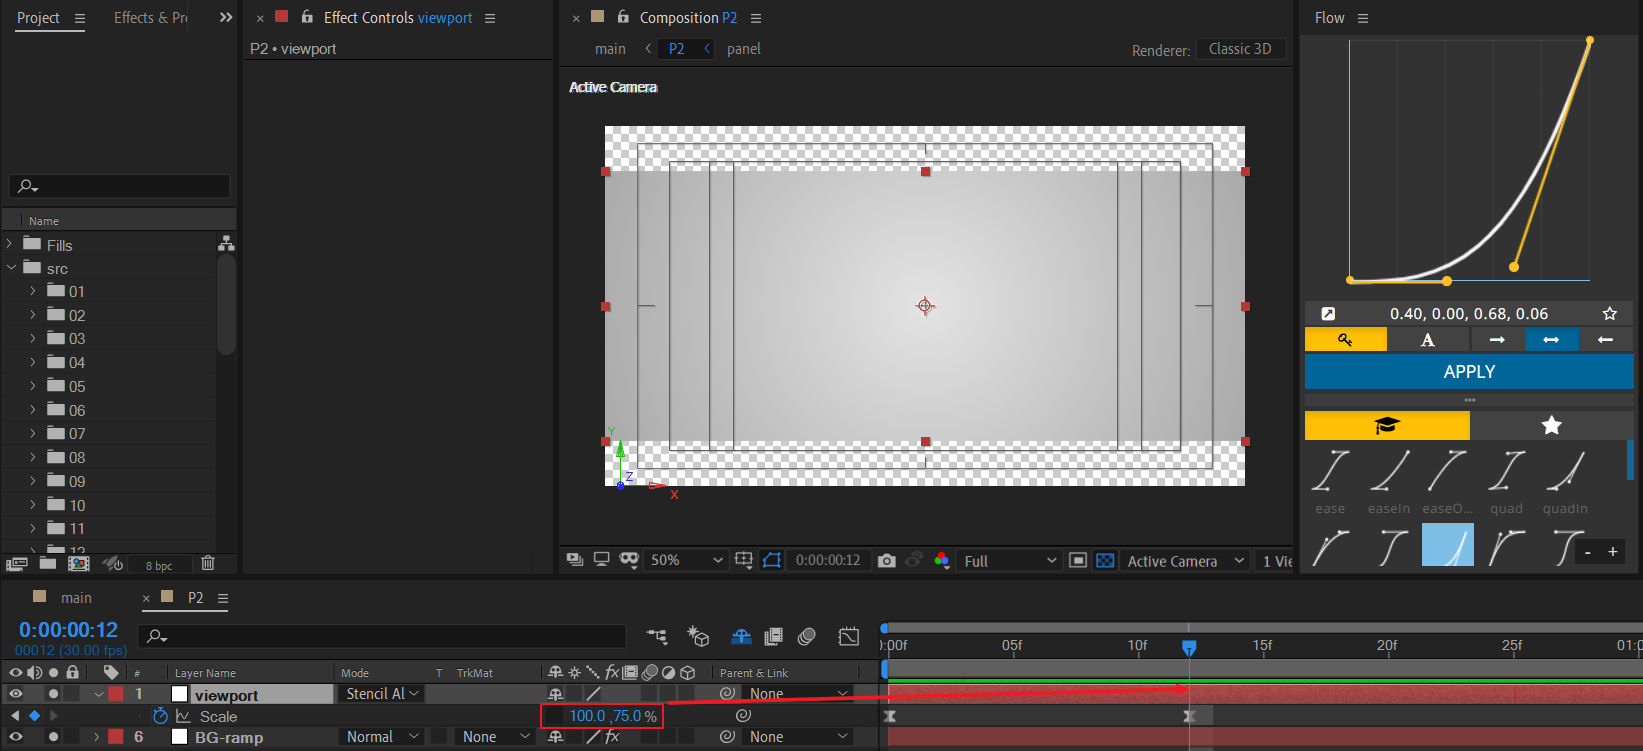 Project
Effects & Pr
Effect Controls viewport
Composition P2
Flow
P2 • viewport
main
P2
panel
Renderer:
Classic 3D
Active Camera
Name
Fills
src
01
02
03
04
05
06
07
08
09
10
11
12
8 bpc
Y
Z
X
50%
0:00:00:12
Full
Active Camera
1 Vie
0.40, 0.00, 0.68, 0.06
A
APPLY
ease
easeIn
easeO...
quad
quadIn
- +
main
P2
0:00:00:12
00012 (30.00 fps)
):00f
05f
10f
15f
20f
25f
01:0
#
Layer Name
Mode
T
TrkMat
fx
Parent & Link
1
viewport
Stencil Al
None
Scale
100.0 ,75.0 %
6
BG-ramp
Normal
None
fx
None